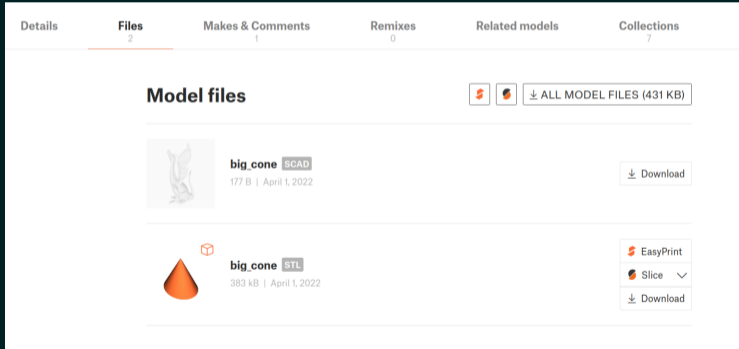 Details Files Makes & Comments Remixes Related models Collections
2 1 0 7
Model files ALL MODEL FILES (431 KB)
big_cone SCAD
177 B | April 1, 2022
Download
big_cone STL
383 kB | April 1, 2022
EasyPrint
Slice
Download